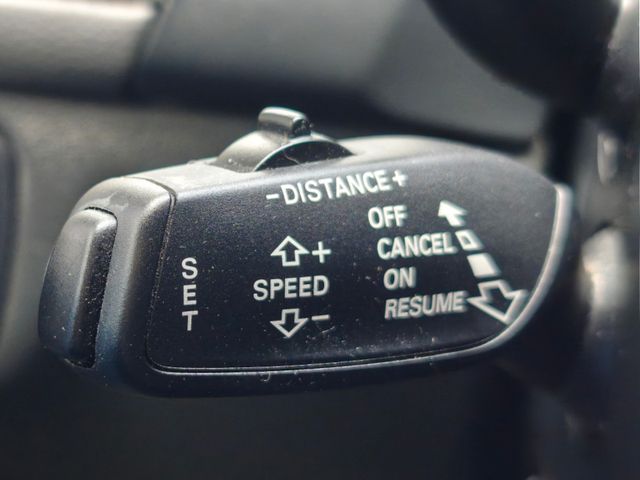 -DISTANCE+
OFF
CANCEL
ON
RESUME
+
SPEED
-
SET